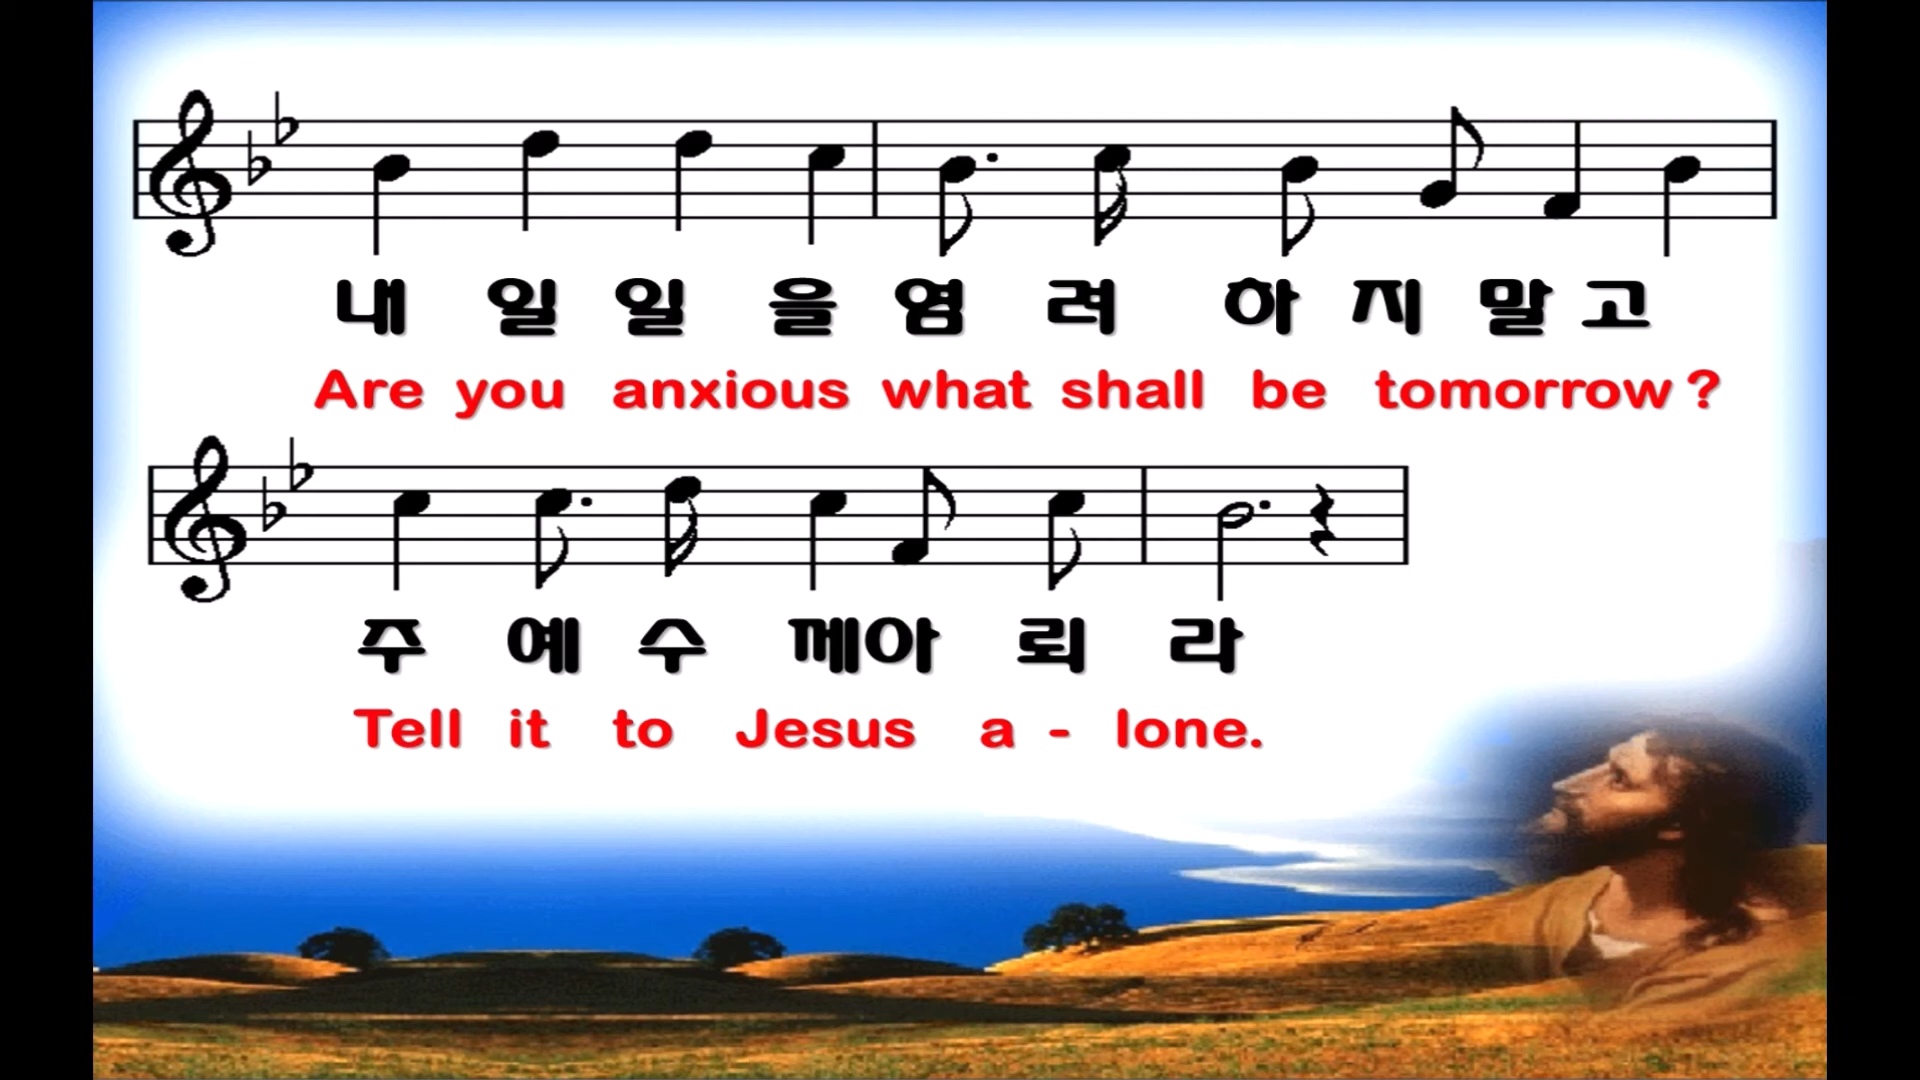 내 일 일 을 염 려 하 지 말 고
Are you anxious what shall be tomorrow?
주 예 수 께 아 뢰 라
Tell it to Jesus a - lone.